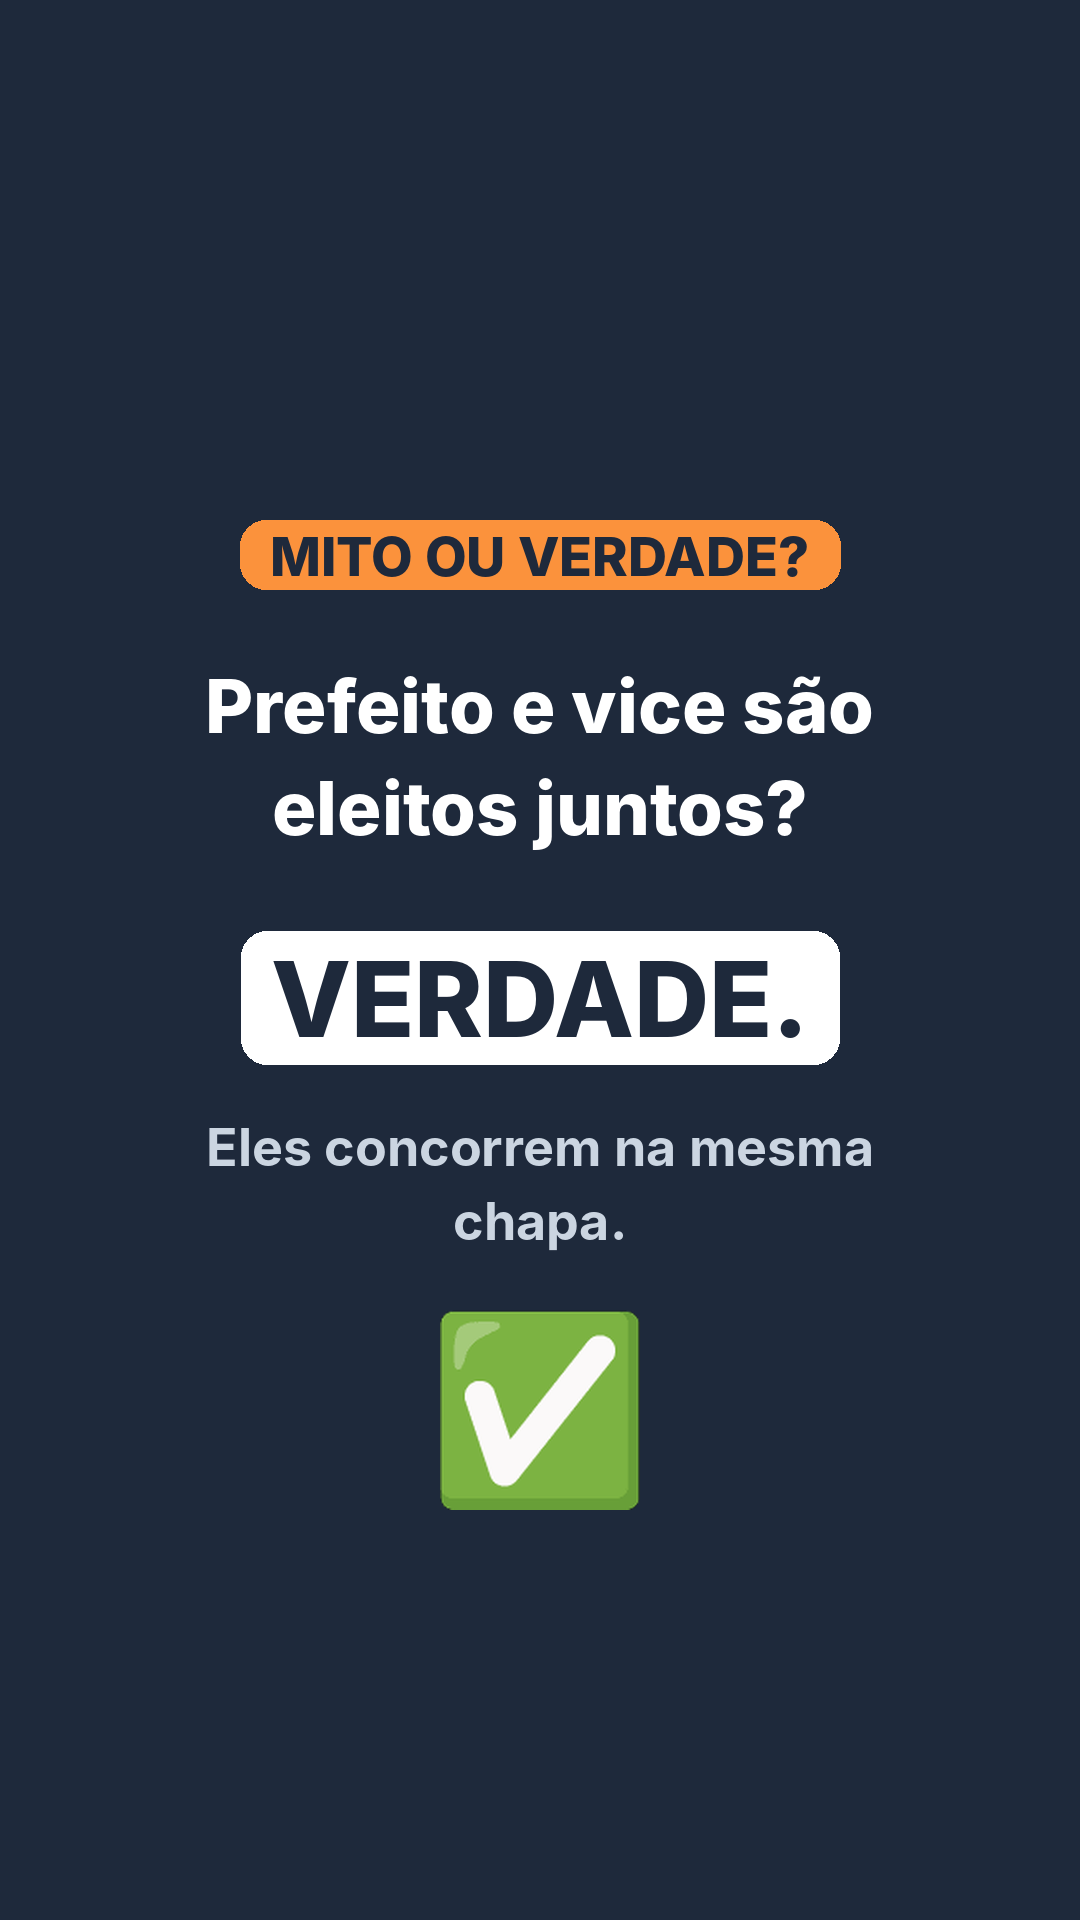 MITO OU VERDADE?
Prefeito e vice são
eleitos juntos?
VERDADE.
Eles concorrem na mesma
chapa.